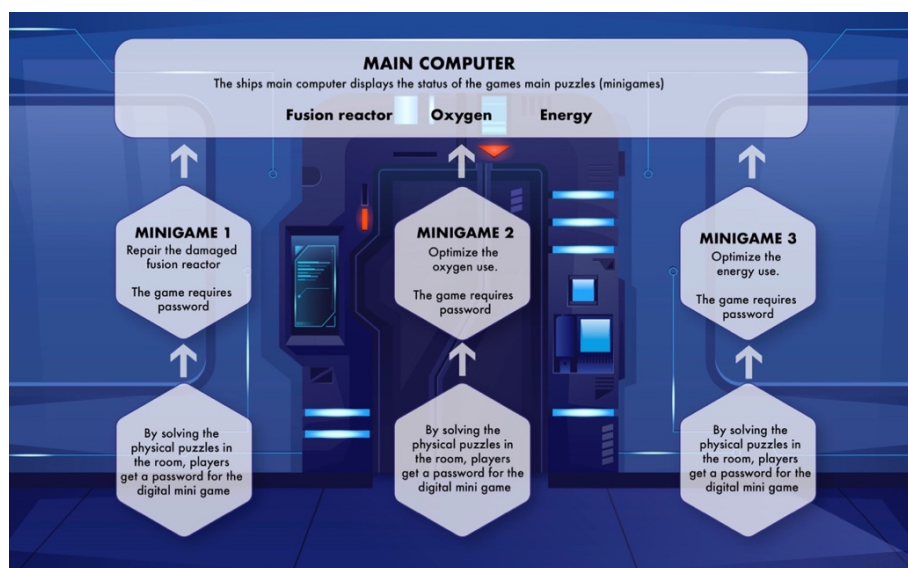 MAIN COMPUTER
The ships main computer displays the status of the games main puzzles (minigames)
Fusion reactor Oxygen Energy
MINIGAME 1
Repair the damaged
fusion reactor
The game requires
password
MINIGAME 2
Optimize the
oxygen use.
The game requires
password
MINIGAME 3
Optimize the
energy use.
The game requires
password
By solving the
physical puzzles in
the room, players
get a password for the
digital mini game
By solving the
physical puzzles in
the room, players
get a password for the
digital mini game
By solving the
physical puzzles in
the room, players
get a password for the
digital mini game